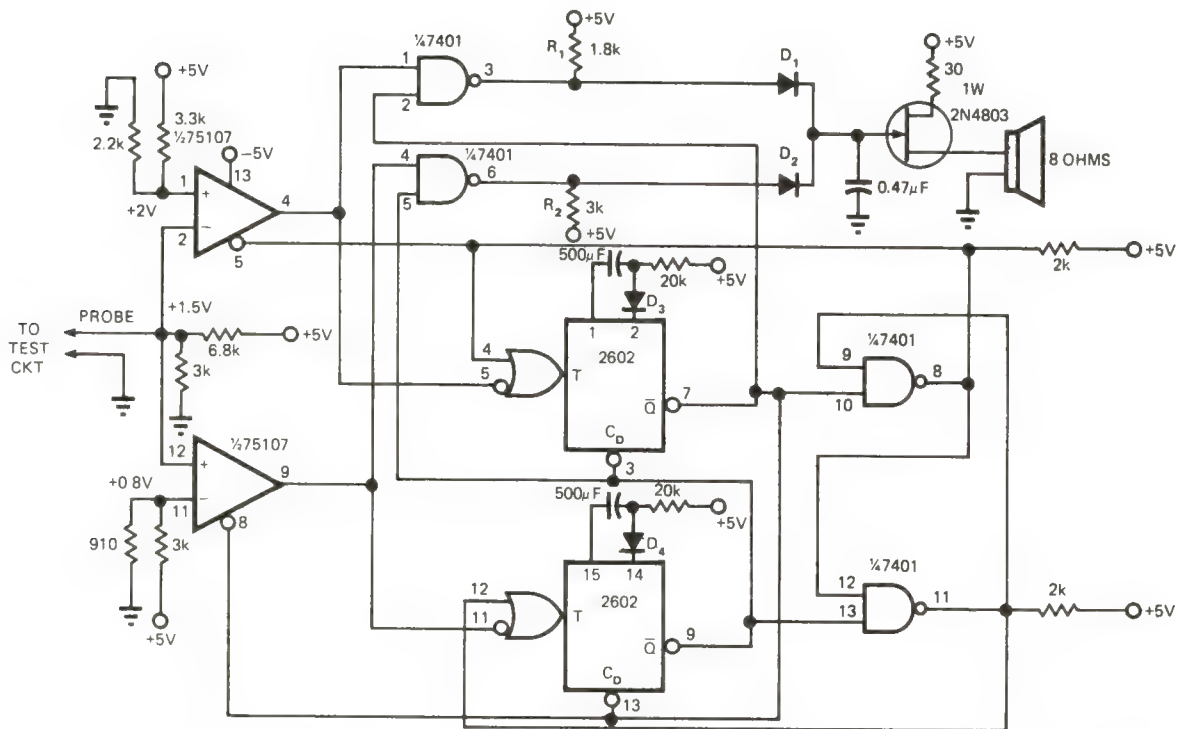 +5V
2.2k
3.3k
½75107
−5V
13
1
+
+2V
−
2
4
5
¼7401
1
2
3
+5V
R1
1.8k
¼7401
4
5
6
R2
3k
+5V
D1
D2
+5V
30
1W
2N4803
0.47µF
8 OHMS
+5V
2k
500µF
20k
+5V
D3
1
2
2602
4
5
T
Q̄
7
CD
3
+1.5V
PROBE
TO
TEST
CKT
6.8k
+5V
3k
¼7401
9
10
8
12
½75107
+
9
+0 8V
−
11
8
910
3k
+5V
500µF
20k
+5V
D4
15
14
2602
12
11
T
Q̄
9
CD
13
¼7401
12
13
11
2k
+5V